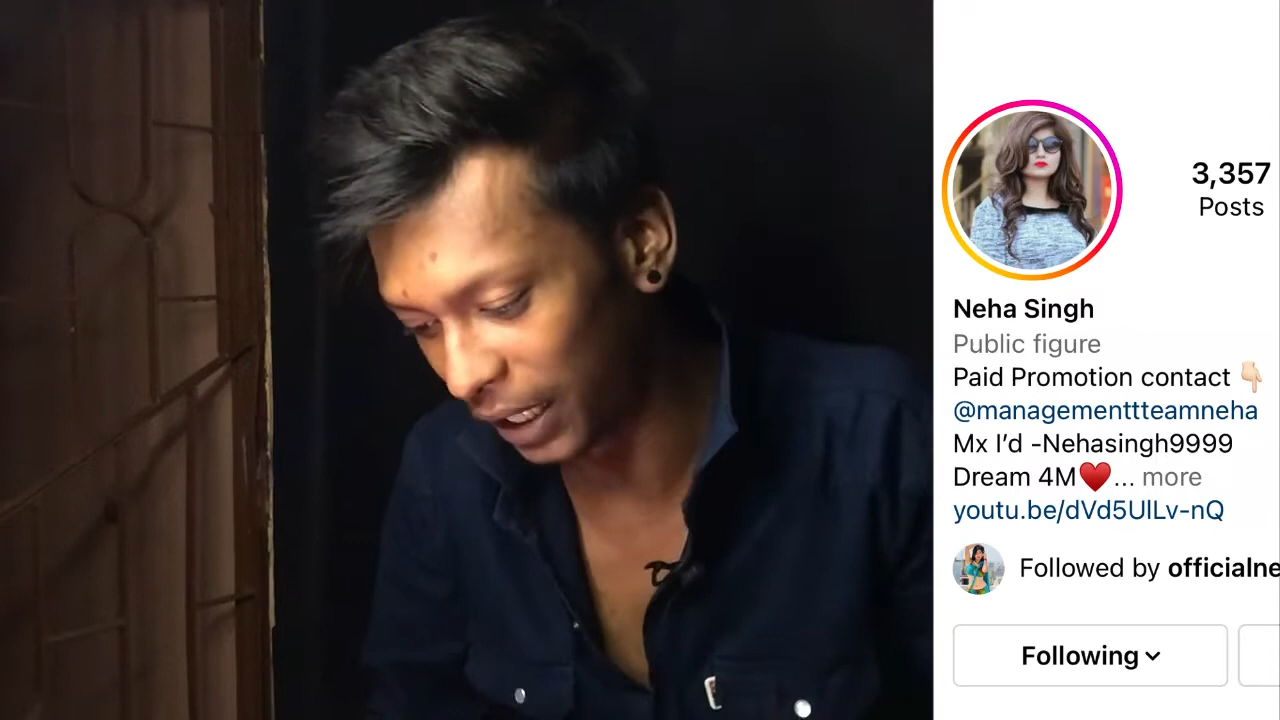 3,357
Posts
Neha Singh
Public figure
Paid Promotion contact 👇🏻
@managementtteamneha
Mx I’d -Nehasingh9999
Dream 4M♥️... more
youtu.be/dVd5UlLv-nQ
Followed by officialne
Following